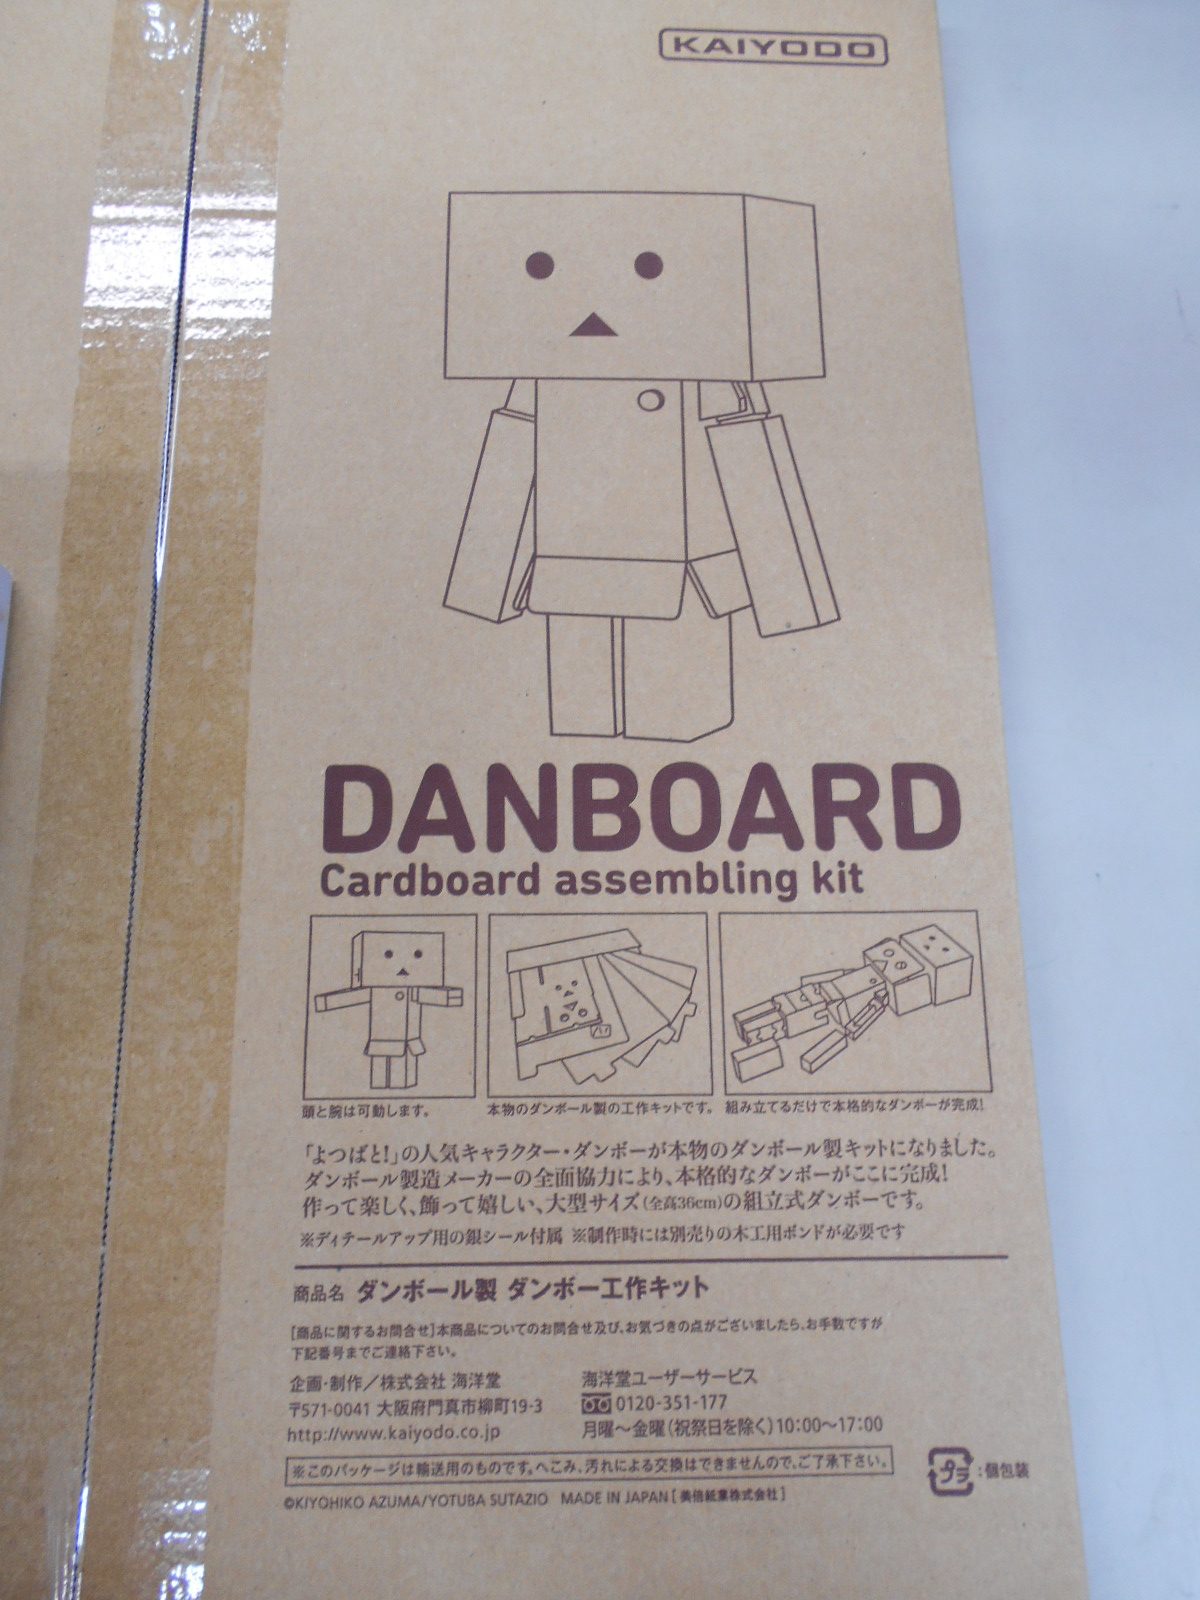 KAIYODO
DANBOARD
Cardboard assembling kit
頭と腕は可動します。
本物のダンボール製の工作キットです。
組み立てるだけで本格的なダンボーが完成!
「よつばと!」の人気キャラクター・ダンボーが本物のダンボール製キットになりました。
ダンボール製造メーカーの全面協力により、本格的なダンボーがここに完成!
作って楽しく、飾って嬉しい、大型サイズ(全高36cm)の組立式ダンボーです。
※ディテールアップ用の銀シール付属 ※制作時には別売りの木工用ボンドが必要です
商品名 ダンボール製 ダンボー工作キット
[商品に関するお問合せ]本商品についてのお問合せ及び、お気づきの点がございましたら、お手数ですが
下記番号までご連絡下さい。
企画・制作/株式会社 海洋堂
〒571-0041 大阪府門真市柳町19-3
http://www.kaiyodo.co.jp
海洋堂ユーザーサービス
0120-351-177
月曜～金曜(祝祭日を除く)10:00～17:00
※このパッケージは輸送用のものです。へこみ、汚れによる交換はできませんので、ご了承下さい。
プラ:個包装
©KIYOHIKO AZUMA/YOTUBA SUTAZIO MADE IN JAPAN[美倍紙業株式会社]